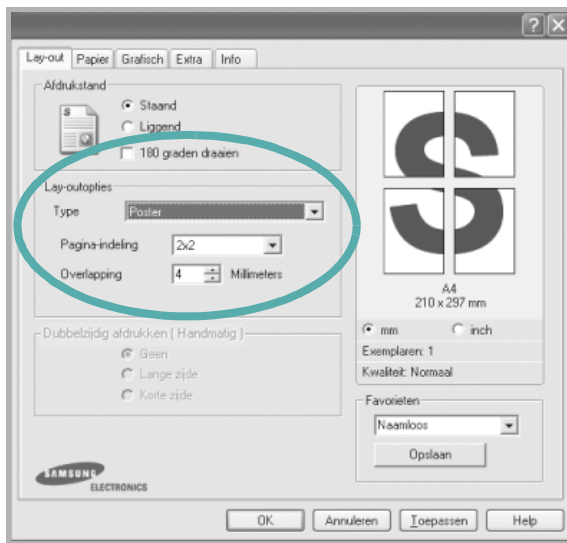 Lay-out Papier Grafisch Extra Info
Afdrukstand
S
Staand
Liggend
180 graden draaien
Lay-outopties
Type Poster
Pagina-indeling 2x2
Overlapping 4 Millimeters
Dubbelzijdig afdrukken ( Handmatig )
Geen
Lange zijde
Korte zijde
SAMSUNG
ELECTRONICS
S
A4
210 x 297 mm
mm inch
Exemplaren: 1
Kwaliteit: Normaal
Favorieten
Naamloos
Opslaan
OK Annuleren Toepassen Help